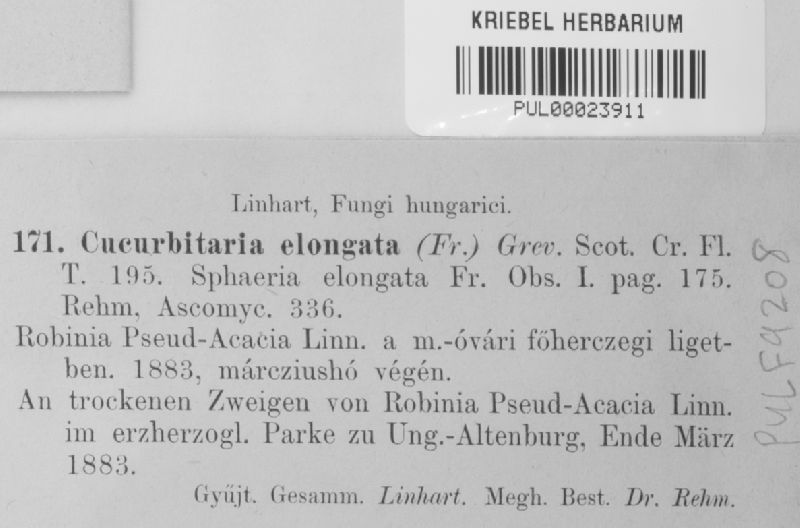 KRIEBEL HERBARIUM
PUL00023911
Linhart, Fungi hungarici.
171. Cucurbitaria elongata (Fr.) Grev. Scot. Cr. Fl.
T. 195. Sphaeria elongata Fr. Obs. I. pag. 175.
Rehm, Ascomyc. 336.
Robinia Pseud-Acacia Linn. a m.-óvári főherczegi liget-
ben. 1883, márcziushó végén.
An trockenen Zweigen von Robinia Pseud-Acacia Linn.
im erzherzogl. Parke zu Ung.-Altenburg, Ende März
1883.
Gyűjt. Gesamm. Linhart. Megh. Best. Dr. Rehm.
PUL F9208